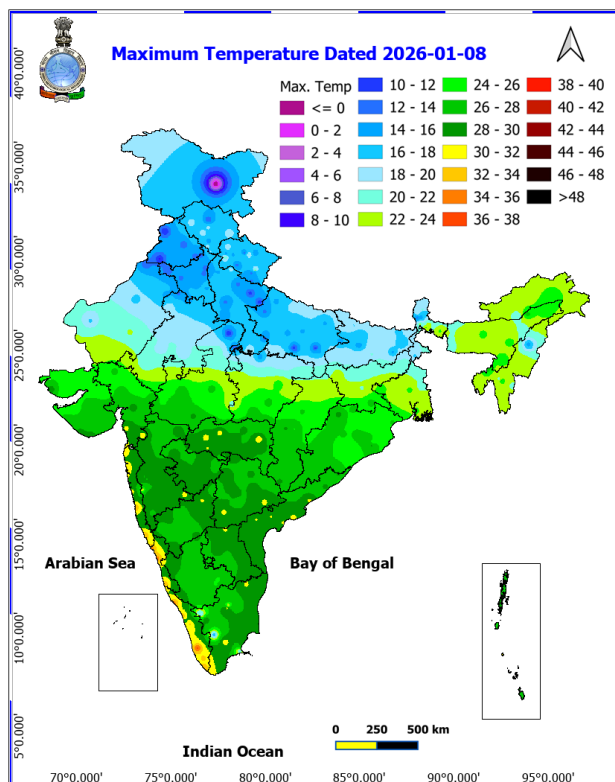 Maximum Temperature Dated 2026-01-08
Max. Temp
<= 0
0 - 2
2 - 4
4 - 6
6 - 8
8 - 10
10 - 12
12 - 14
14 - 16
16 - 18
18 - 20
20 - 22
22 - 24
24 - 26
26 - 28
28 - 30
30 - 32
32 - 34
34 - 36
36 - 38
38 - 40
40 - 42
42 - 44
44 - 46
46 - 48
>48
40°0.000'
35°0.000'
30°0.000'
25°0.000'
20°0.000'
15°0.000'
10°0.000'
5°0.000'
Arabian Sea
Bay of Bengal
Indian Ocean
0 250 500 km
70°0.000' 75°0.000' 80°0.000' 85°0.000' 90°0.000' 95°0.000'